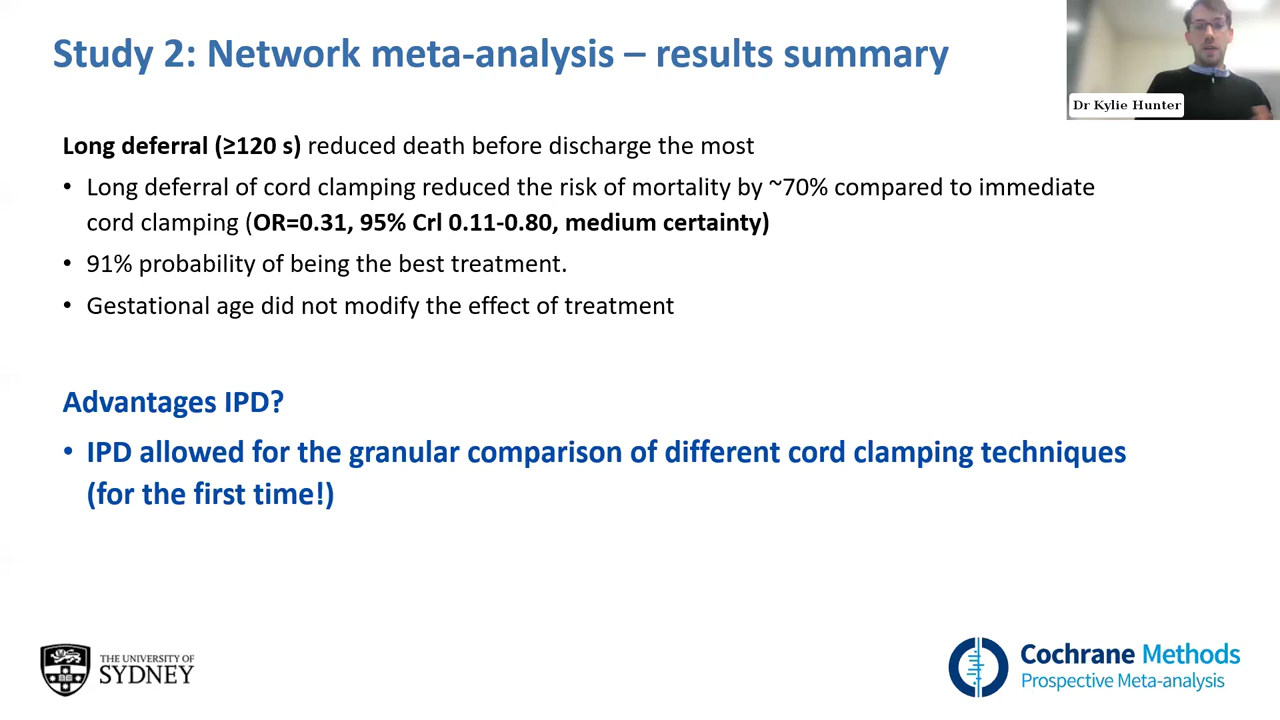 Study 2: Network meta-analysis – results summary
Dr Kylie Hunter
Long deferral (≥120 s) reduced death before discharge the most
• Long deferral of cord clamping reduced the risk of mortality by ~70% compared to immediate
cord clamping (OR=0.31, 95% Crl 0.11-0.80, medium certainty)
• 91% probability of being the best treatment.
• Gestational age did not modify the effect of treatment
Advantages IPD?
• IPD allowed for the granular comparison of different cord clamping techniques
(for the first time!)
THE UNIVERSITY OF
SYDNEY
Cochrane Methods
Prospective Meta-analysis